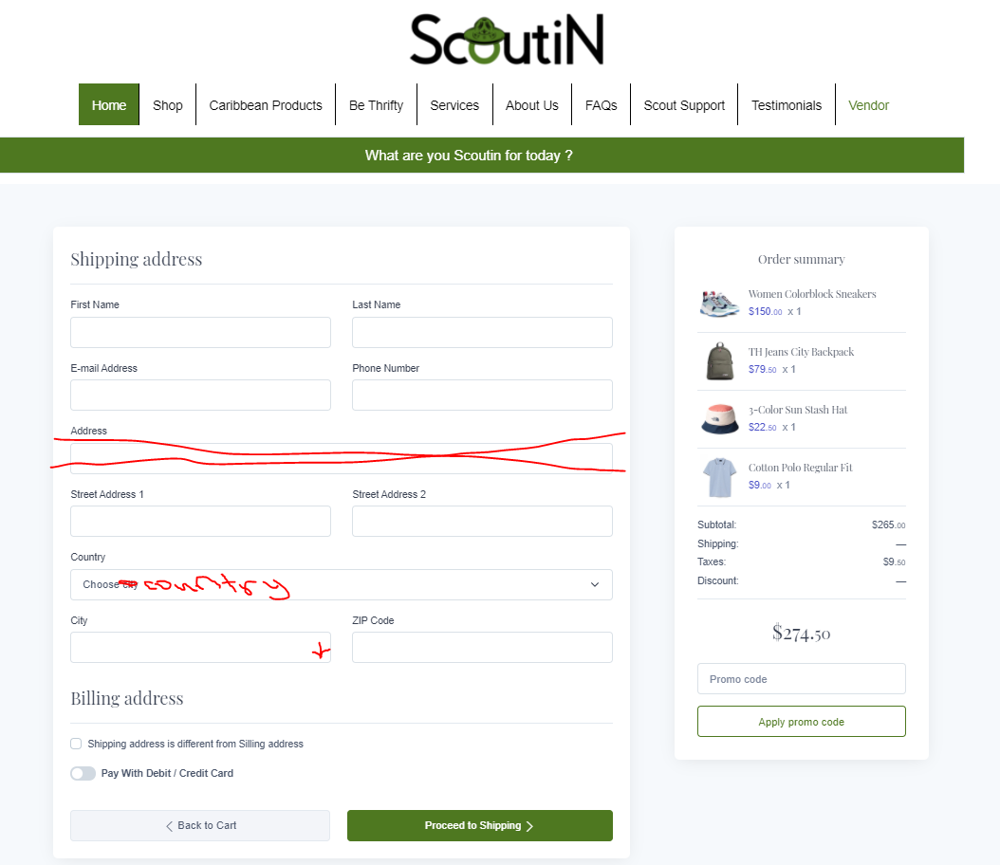 ScoutiN
Home Shop Caribbean Products Be Thrifty Services About Us FAQs Scout Support Testimonials Vendor
What are you Scoutin for today ?
Shipping address
First Name Last Name
E-mail Address Phone Number
Address
Street Address 1 Street Address 2
Country
Choose city country
City ZIP Code
Billing address
Shipping address is different from Silling address
Pay With Debit / Credit Card
Back to Cart Proceed to Shipping
Order summary
Women Colorblock Sneakers
$150.00 x 1
TH Jeans City Backpack
$79.50 x 1
3-Color Sun Stash Hat
$22.50 x 1
Cotton Polo Regular Fit
$9.00 x 1
Subtotal: $265.00
Shipping: —
Taxes: $9.50
Discount: —
$274.50
Promo code
Apply promo code